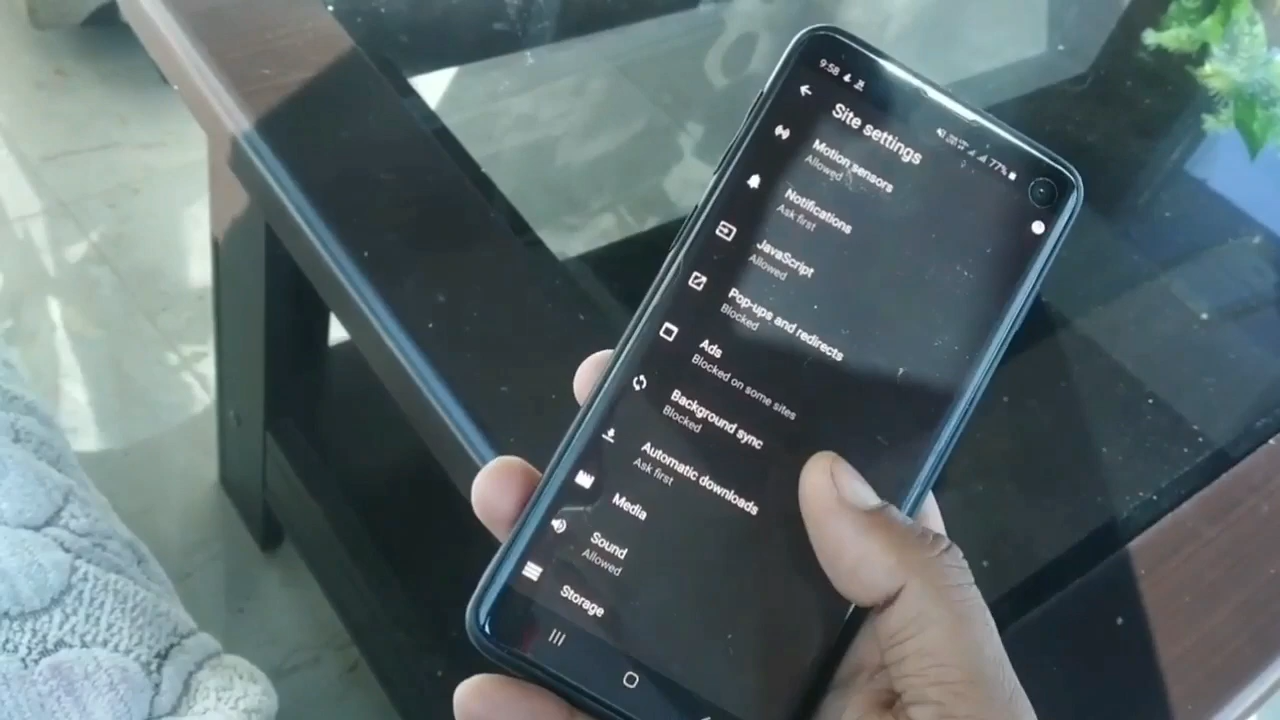 9:58
77%
Site settings
Motion sensors
Allowed
Notifications
Ask first
JavaScript
Allowed
Pop-ups and redirects
Blocked
Ads
Blocked on some sites
Background sync
Blocked
Automatic downloads
Ask first
Media
Sound
Allowed
Storage